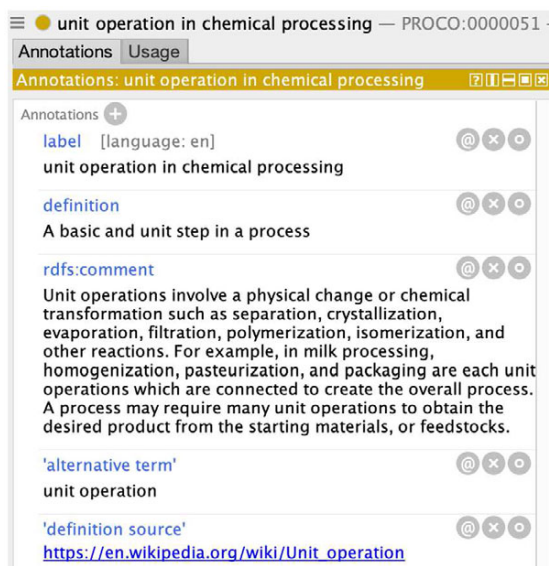 unit operation in chemical processing — PROCO:0000051
Annotations Usage
Annotations: unit operation in chemical processing
Annotations
label [language: en]
unit operation in chemical processing
definition
A basic and unit step in a process
rdfs:comment
Unit operations involve a physical change or chemical
transformation such as separation, crystallization,
evaporation, filtration, polymerization, isomerization, and
other reactions. For example, in milk processing,
homogenization, pasteurization, and packaging are each unit
operations which are connected to create the overall process.
A process may require many unit operations to obtain the
desired product from the starting materials, or feedstocks.
'alternative term'
unit operation
'definition source'
https://en.wikipedia.org/wiki/Unit_operation